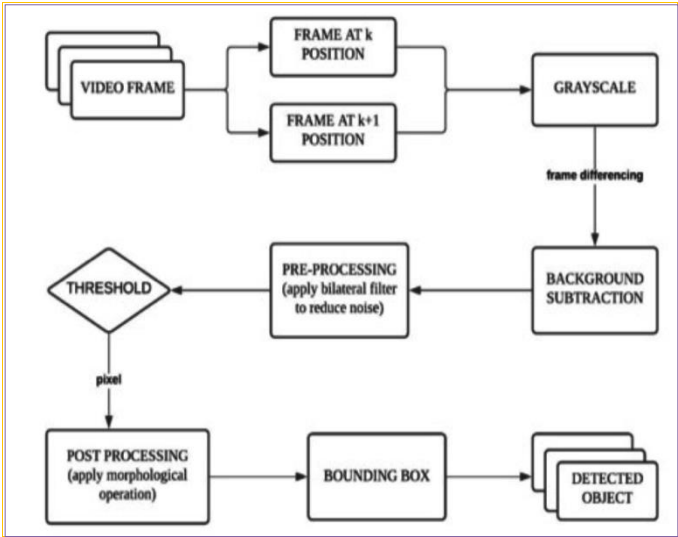 VIDEO FRAME
FRAME AT k
POSITION
FRAME AT k+1
POSITION
GRAYSCALE
frame differencing
BACKGROUND
SUBTRACTION
PRE-PROCESSING
(apply bilateral filter
to reduce noise)
THRESHOLD
pixel
POST PROCESSING
(apply morphological
operation)
BOUNDING BOX
DETECTED
OBJECT